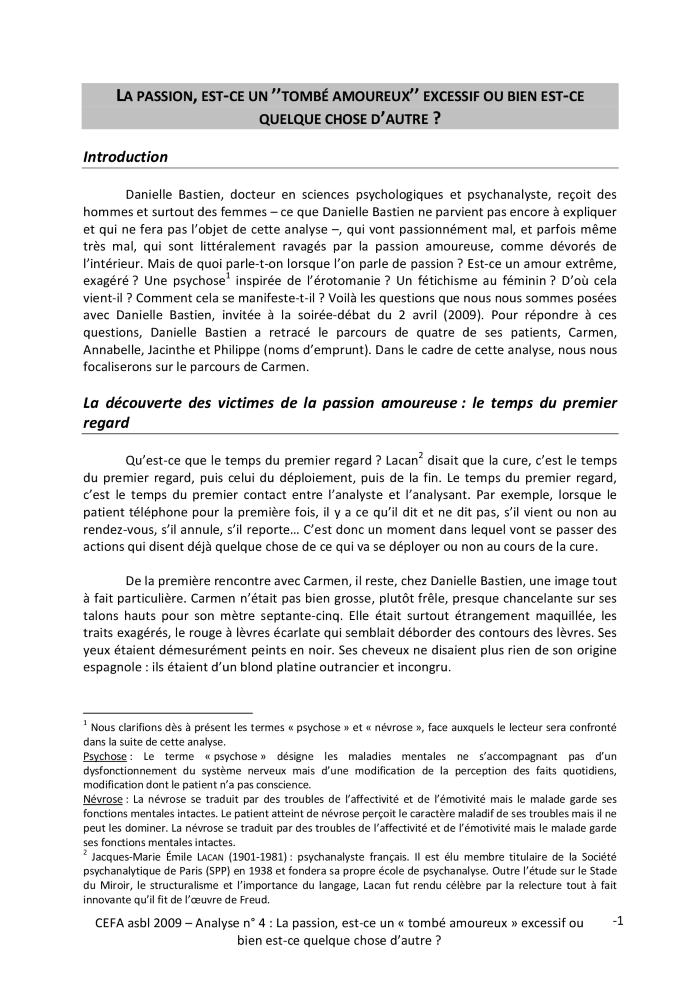 LA PASSION, EST-CE UN ’’TOMBÉ AMOUREUX’’ EXCESSIF OU BIEN EST-CE
QUELQUE CHOSE D’AUTRE ?
Introduction
Danielle Bastien, docteur en sciences psychologiques et psychanalyste, reçoit des
hommes et surtout des femmes – ce que Danielle Bastien ne parvient pas encore à expliquer
et qui ne fera pas l’objet de cette analyse –, qui vont passionnément mal, et parfois même
très mal, qui sont littéralement ravagés par la passion amoureuse, comme dévorés de
l’intérieur. Mais de quoi parle-t-on lorsque l’on parle de passion ? Est-ce un amour extrême,
exagéré ? Une psychose1 inspirée de l’érotomanie ? Un fétichisme au féminin ? D’où cela
vient-il ? Comment cela se manifeste-t-il ? Voilà les questions que nous nous sommes posées
avec Danielle Bastien, invitée à la soirée-débat du 2 avril (2009). Pour répondre à ces
questions, Danielle Bastien a retracé le parcours de quatre de ses patients, Carmen,
Annabelle, Jacinthe et Philippe (noms d’emprunt). Dans le cadre de cette analyse, nous nous
focaliserons sur le parcours de Carmen.
La découverte des victimes de la passion amoureuse : le temps du premier
regard
Qu’est-ce que le temps du premier regard ? Lacan2 disait que la cure, c’est le temps
du premier regard, puis celui du déploiement, puis de la fin. Le temps du premier regard,
c’est le temps du premier contact entre l’analyste et l’analysant. Par exemple, lorsque le
patient téléphone pour la première fois, il y a ce qu’il dit et ne dit pas, s’il vient ou non au
rendez-vous, s’il annule, s’il reporte… C’est donc un moment dans lequel vont se passer des
actions qui disent déjà quelque chose de ce qui va se déployer ou non au cours de la cure.
De la première rencontre avec Carmen, il reste, chez Danielle Bastien, une image tout
à fait particulière. Carmen n’était pas bien grosse, plutôt frêle, presque chancelante sur ses
talons hauts pour son mètre septante-cinq. Elle était surtout étrangement maquillée, les
traits exagérés, le rouge à lèvres écarlate qui semblait déborder des contours des lèvres. Ses
yeux étaient démesurément peints en noir. Ses cheveux ne disaient plus rien de son origine
espagnole : ils étaient d’un blond platine outrancier et incongru.
1 Nous clarifions dès à présent les termes « psychose » et « névrose », face auxquels le lecteur sera confronté
dans la suite de cette analyse.
Psychose : Le terme « psychose » désigne les maladies mentales ne s’accompagnant pas d’un
dysfonctionnement du système nerveux mais d’une modification de la perception des faits quotidiens,
modification dont le patient n’a pas conscience.
Névrose : La névrose se traduit par des troubles de l’affectivité et de l’émotivité mais le malade garde ses
fonctions mentales intactes. Le patient atteint de névrose perçoit le caractère maladif de ses troubles mais il ne
peut les dominer. La névrose se traduit par des troubles de l’affectivité et de l’émotivité mais le malade garde
ses fonctions mentales intactes.
2 Jacques-Marie Émile LACAN (1901-1981) : psychanalyste français. Il est élu membre titulaire de la Société
psychanalytique de Paris (SPP) en 1938 et fondera sa propre école de psychanalyse. Outre l’étude sur le Stade
du Miroir, le structuralisme et l’importance du langage, Lacan fut rendu célèbre par la relecture tout à fait
innovante qu’il fit de l’œuvre de Freud.
CEFA asbl 2009 – Analyse n° 4 : La passion, est-ce un « tombé amoureux » excessif ou
bien est-ce quelque chose d’autre ?
-1